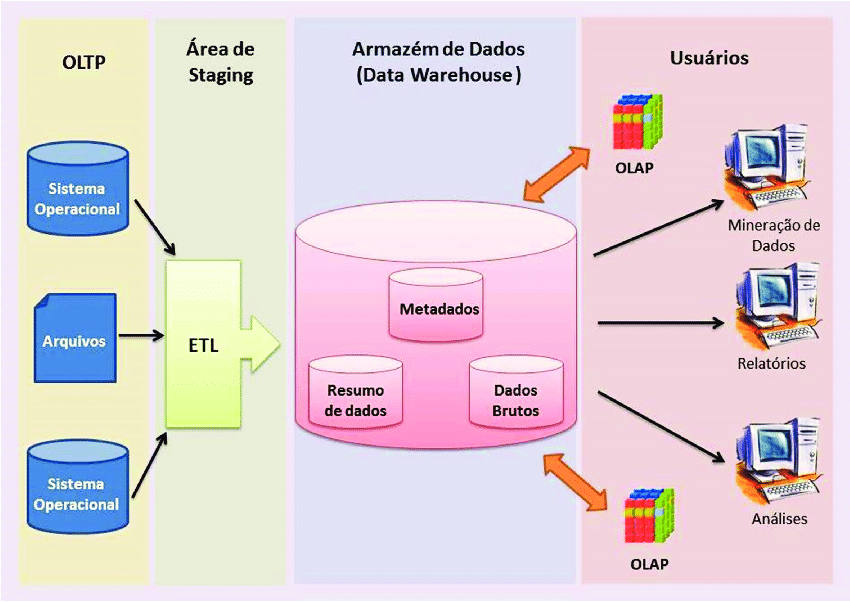 OLTP
Área de
Staging
Armazém de Dados
(Data Warehouse)
Usuários
Sistema
Operacional
Arquivos
Sistema
Operacional
ETL
Metadados
Resumo
de dados
Dados
Brutos
OLAP
Mineração de
Dados
Relatórios
Análises
OLAP